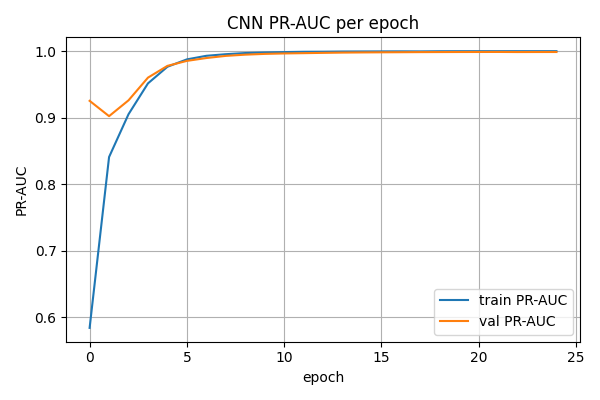 CNN PR-AUC per epoch
1.0
0.9
0.8
0.7
0.6
PR-AUC
train PR-AUC
val PR-AUC
0 5 10 15 20 25
epoch